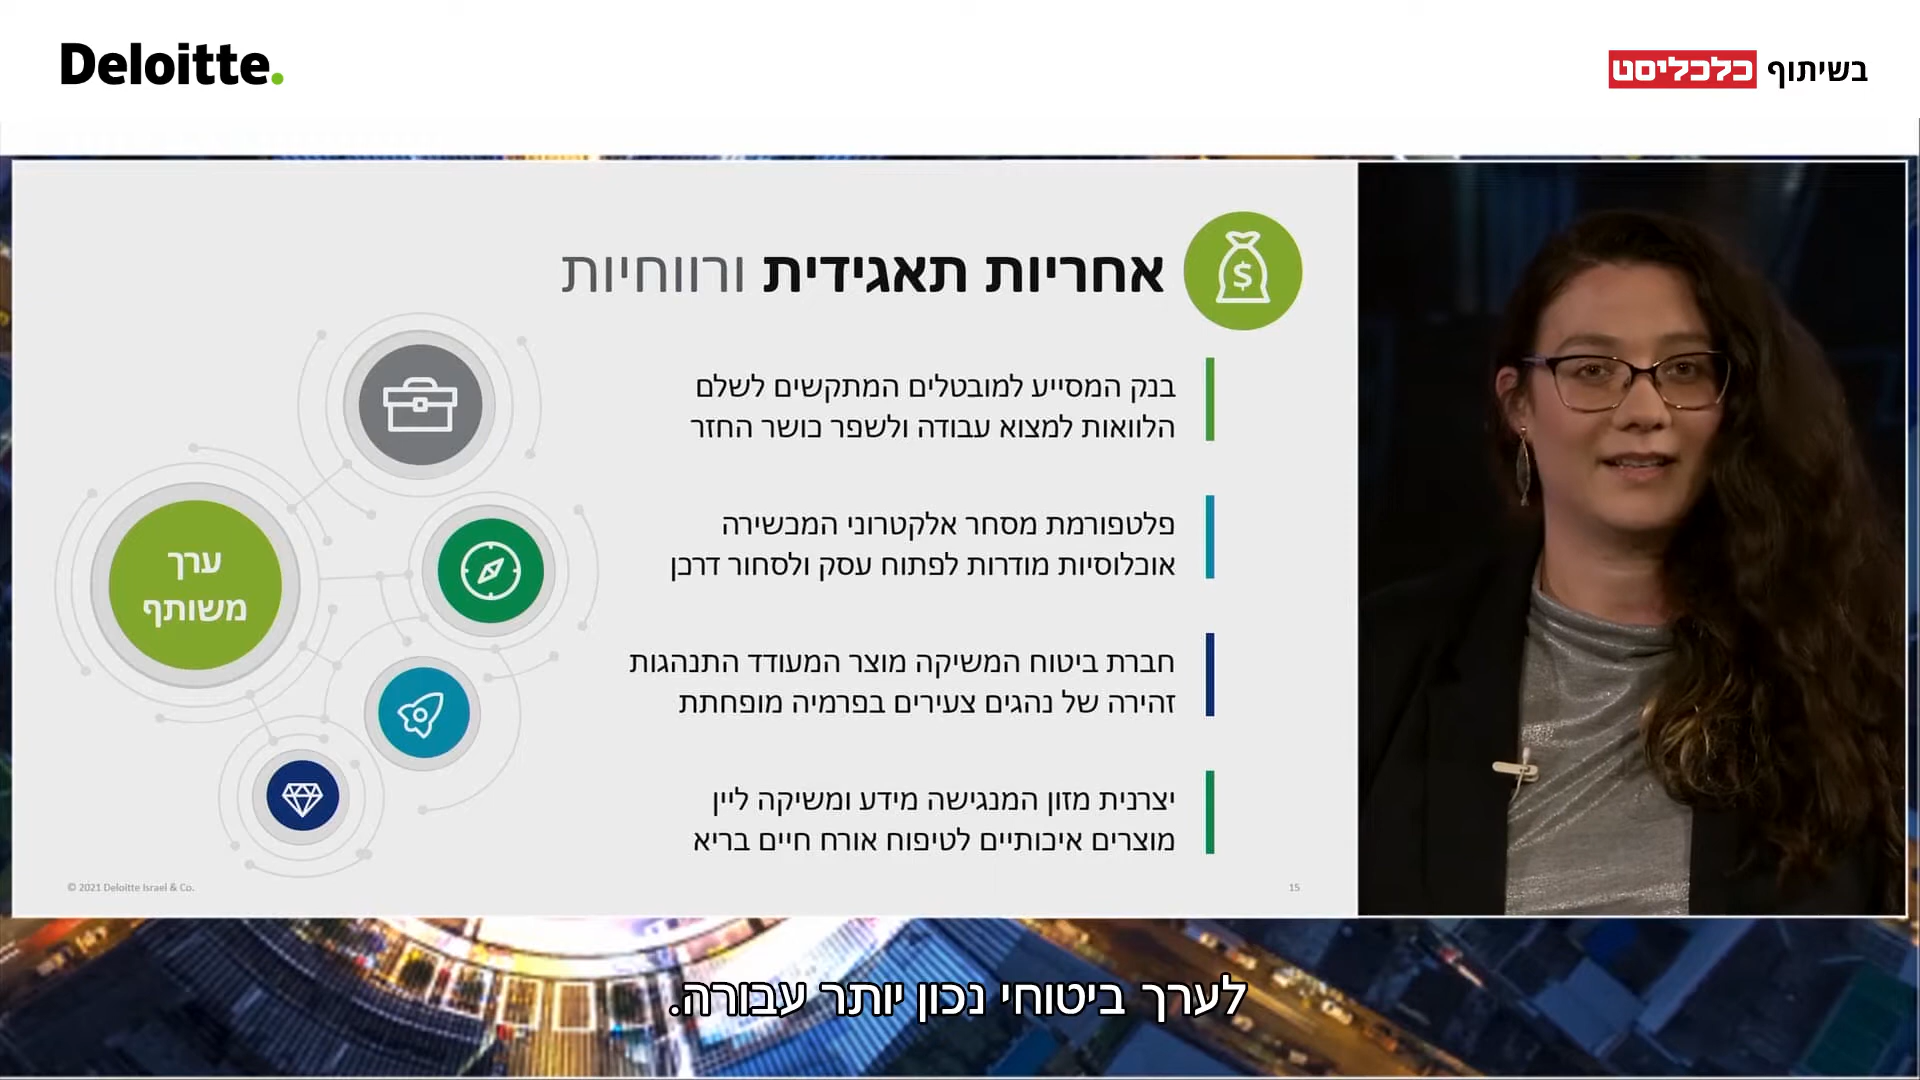 Deloitte.
בשיתוף כלכליסט
אחריות תאגידית ורווחיות
בנק המסייע למובטלים המתקשים לשלם
הלוואות למצוא עבודה ולשפר כושר החזר
פלטפורמת מסחר אלקטרוני המכשירה
אוכלוסיות מודרות לפתוח עסק ולסחור דרכן
חברת ביטוח המשיקה מוצר המעודד התנהגות
זהירה של נהגים צעירים בפרמיה מופחתת
יצרנית מזון המנגישה מידע ומשיקה ליין
מוצרים איכותיים לטיפוח אורח חיים בריא
ערך
משותף
© 2021 Deloitte Israel & Co.
15
לערך ביטוחי נכון יותר עבורה.